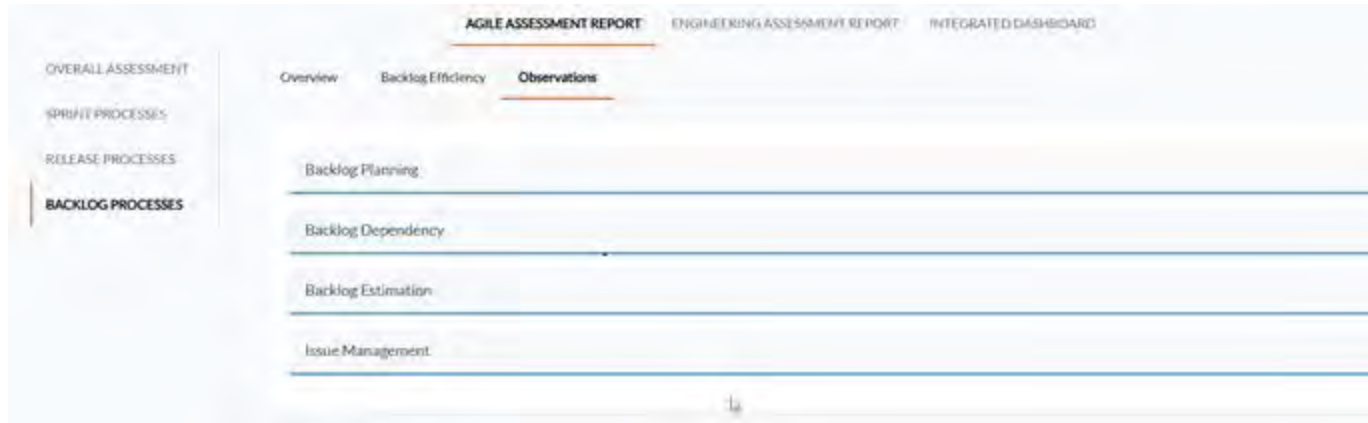 AGILE ASSESSMENT REPORT ENGINEERING ASSESSMENT REPORT INTEGRATED DASHBOARD
OVERALL ASSESSMENT
SPRINT PROCESSES
RELEASE PROCESSES
BACKLOG PROCESSES
Overview Backlog Efficiency Observations
Backlog Planning
Backlog Dependency
Backlog Estimation
Issue Management